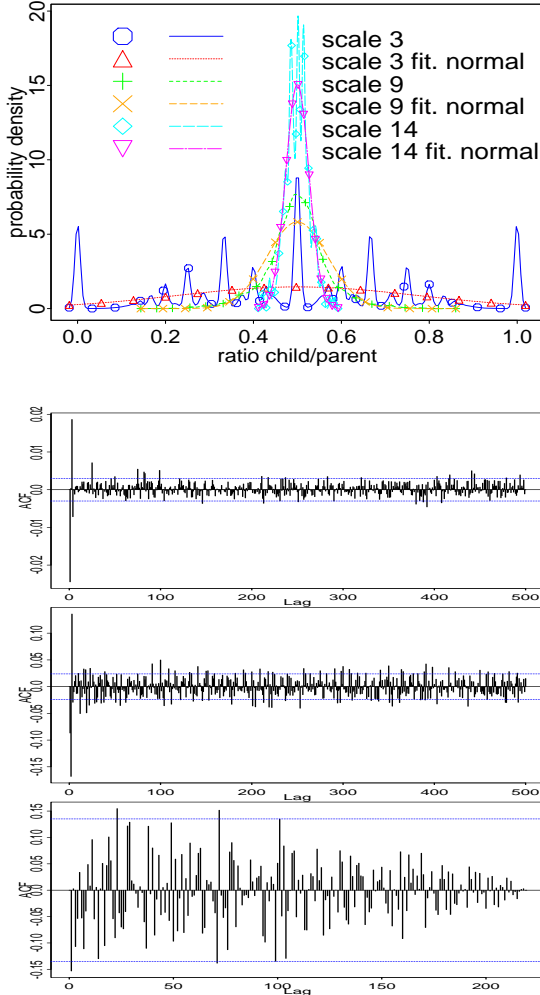 20
15
10
5
0
probability density
scale 3
scale 3 fit. normal
scale 9
scale 9 fit. normal
scale 14
scale 14 fit. normal
0.0 0.2 0.4 0.6 0.8 1.0
ratio child/parent
0.02
0.01
0.0
-0.01
-0.02
ACF
0 100 200 300 400 500
Lag
0.10
0.05
0.0
-0.05
-0.10
-0.15
ACF
0 100 200 300 400 500
Lag
0.15
0.10
0.05
0.0
-0.05
-0.10
-0.15
ACF
0 50 100 150 200
Lag